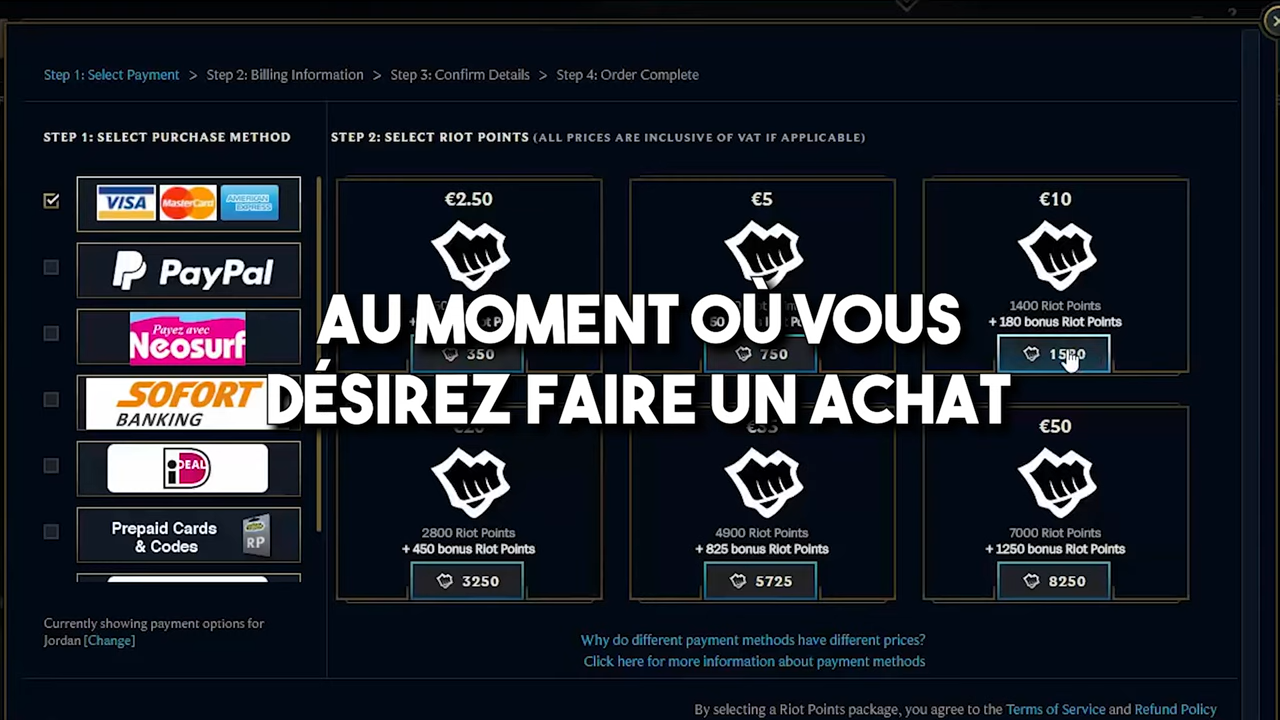 ?
Step 1: Select Payment > Step 2: Billing Information > Step 3: Confirm Details > Step 4: Order Complete
STEP 1: SELECT PURCHASE METHOD
STEP 2: SELECT RIOT POINTS (ALL PRICES ARE INCLUSIVE OF VAT IF APPLICABLE)
VISA MasterCard AMERICAN EXPRESS
PayPal
Payez avec
Neosurf
SOFORT
BANKING
iDEAL
Prepaid Cards
& Codes
RP
Currently showing payment options for
Jordan [Change]
€2.50
350
€5
750
€10
1400 Riot Points
+ 180 bonus Riot Points
AU MOMENT OÙ VOUS
DÉSIREZ FAIRE UN ACHAT
2800 Riot Points
+ 450 bonus Riot Points
3250
4900 Riot Points
+ 825 bonus Riot Points
5725
€50
7000 Riot Points
+ 1250 bonus Riot Points
8250
Why do different payment methods have different prices?
Click here for more information about payment methods
By selecting a Riot Points package, you agree to the Terms of Service and Refund Policy